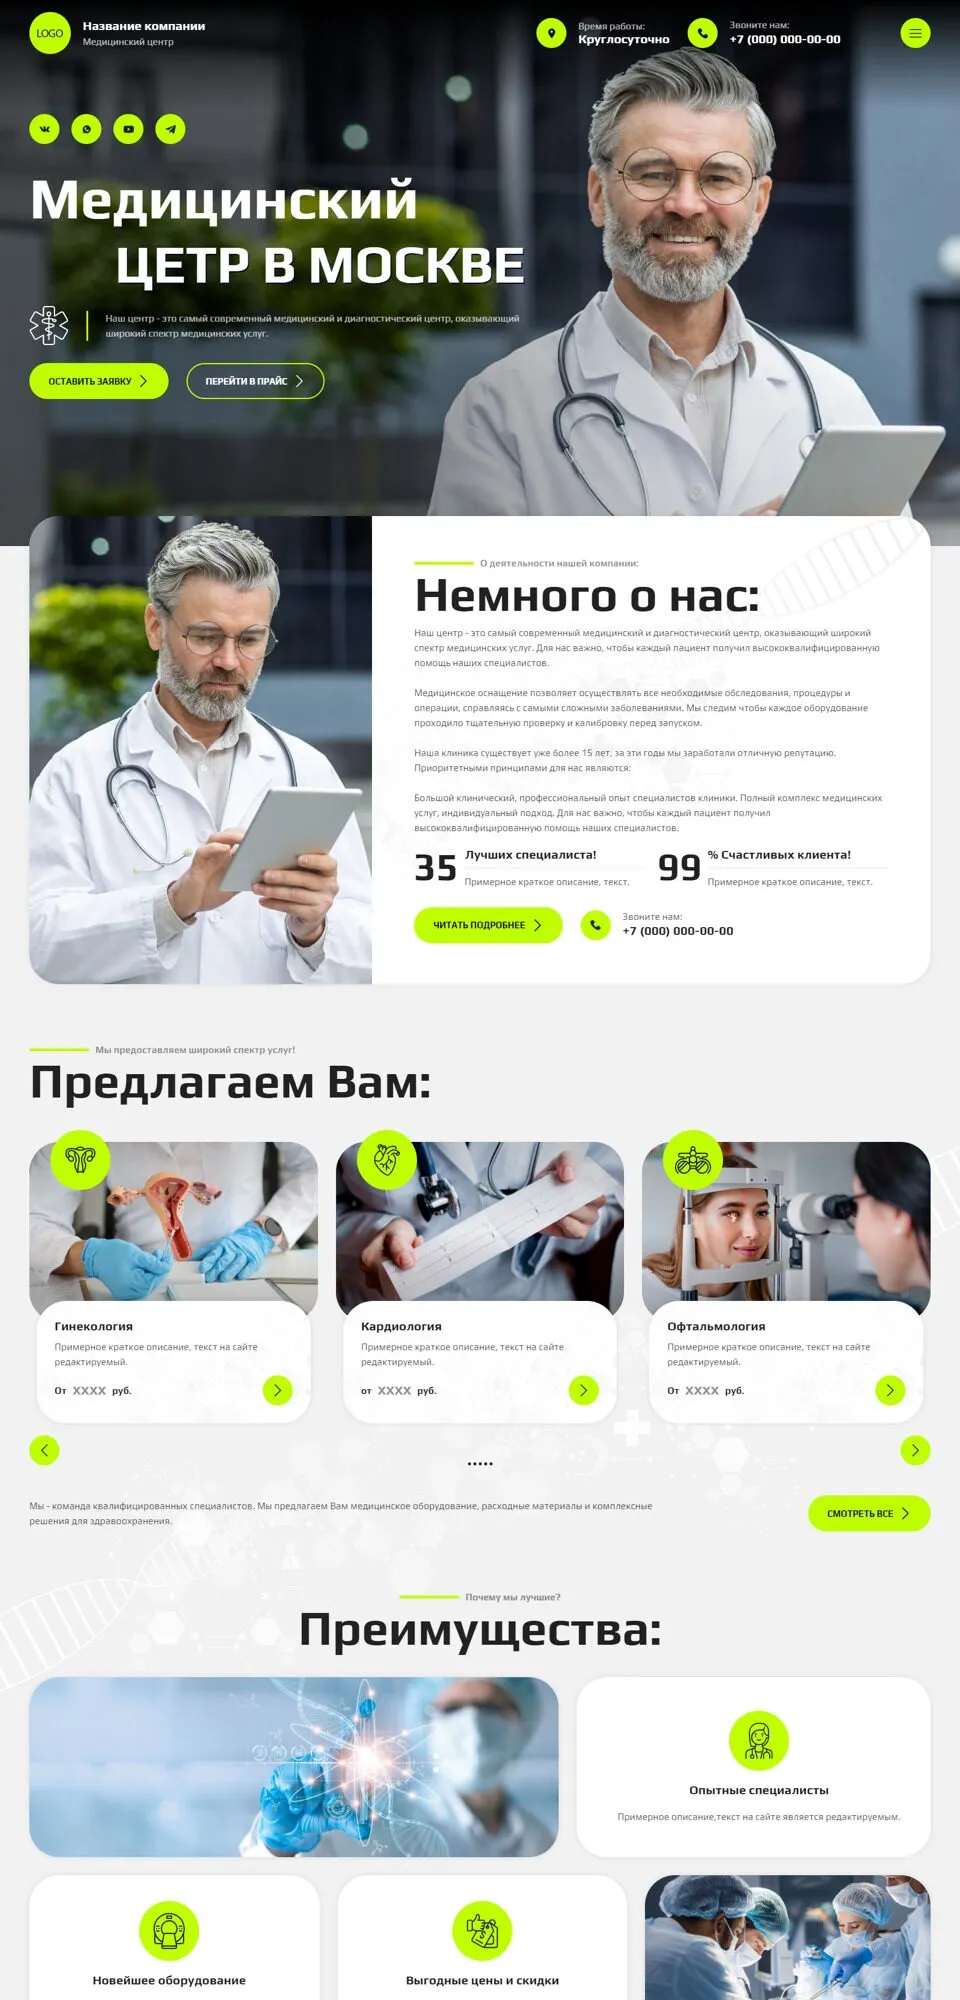 LOGO
Название компании
Медицинский центр
Время работы:
Круглосуточно
Звоните нам:
+7 (000) 000-00-00
Медицинский
ЦЕТР В МОСКВЕ
Наш центр - это самый современный медицинский и диагностический центр, оказывающий
широкий спектр медицинских услуг.
ОСТАВИТЬ ЗАЯВКУ
ПЕРЕЙТИ В ПРАЙС
О деятельности нашей компании:
Немного о нас:
Наш центр - это самый современный медицинский и диагностический центр, оказывающий широкий
спектр медицинских услуг. Для нас важно, чтобы каждый пациент получил высококвалифицированную
помощь наших специалистов.
Медицинское оснащение позволяет осуществлять все необходимые обследования, процедуры и
операции, справляясь с самыми сложными заболеваниями. Мы следим чтобы каждое оборудование
проходило тщательную проверку и калибровку перед запуском.
Наша клиника существует уже более 15 лет, за эти годы мы заработали отличную репутацию.
Приоритетными принципами для нас являются:
Большой клинический, профессиональный опыт специалистов клиники. Полный комплекс медицинских
услуг, индивидуальный подход. Для нас важно, чтобы каждый пациент получил
высококвалифицированную помощь наших специалистов.
35
Лучших специалиста!
Примерное краткое описание, текст.
99
% Счастливых клиента!
Примерное краткое описание, текст.
ЧИТАТЬ ПОДРОБНЕЕ
Звоните нам:
+7 (000) 000-00-00
Мы предоставляем широкий спектр услуг!
Предлагаем Вам:
Гинекология
Примерное краткое описание, текст на сайте
редактируемый.
От XXXX руб.
Кардиология
Примерное краткое описание, текст на сайте
редактируемый.
от XXXX руб.
Офтальмология
Примерное краткое описание, текст на сайте
редактируемый.
От XXXX руб.
Мы - команда квалифицированных специалистов. Мы предлагаем Вам медицинское оборудование, расходные материалы и комплексные
решения для здравоохранения.
СМОТРЕТЬ ВСЕ
Почему мы лучшие?
Преимущества:
Опытные специалисты
Примерное описание,текст на сайте является редактируемым.
Новейшее оборудование
Выгодные цены и скидки